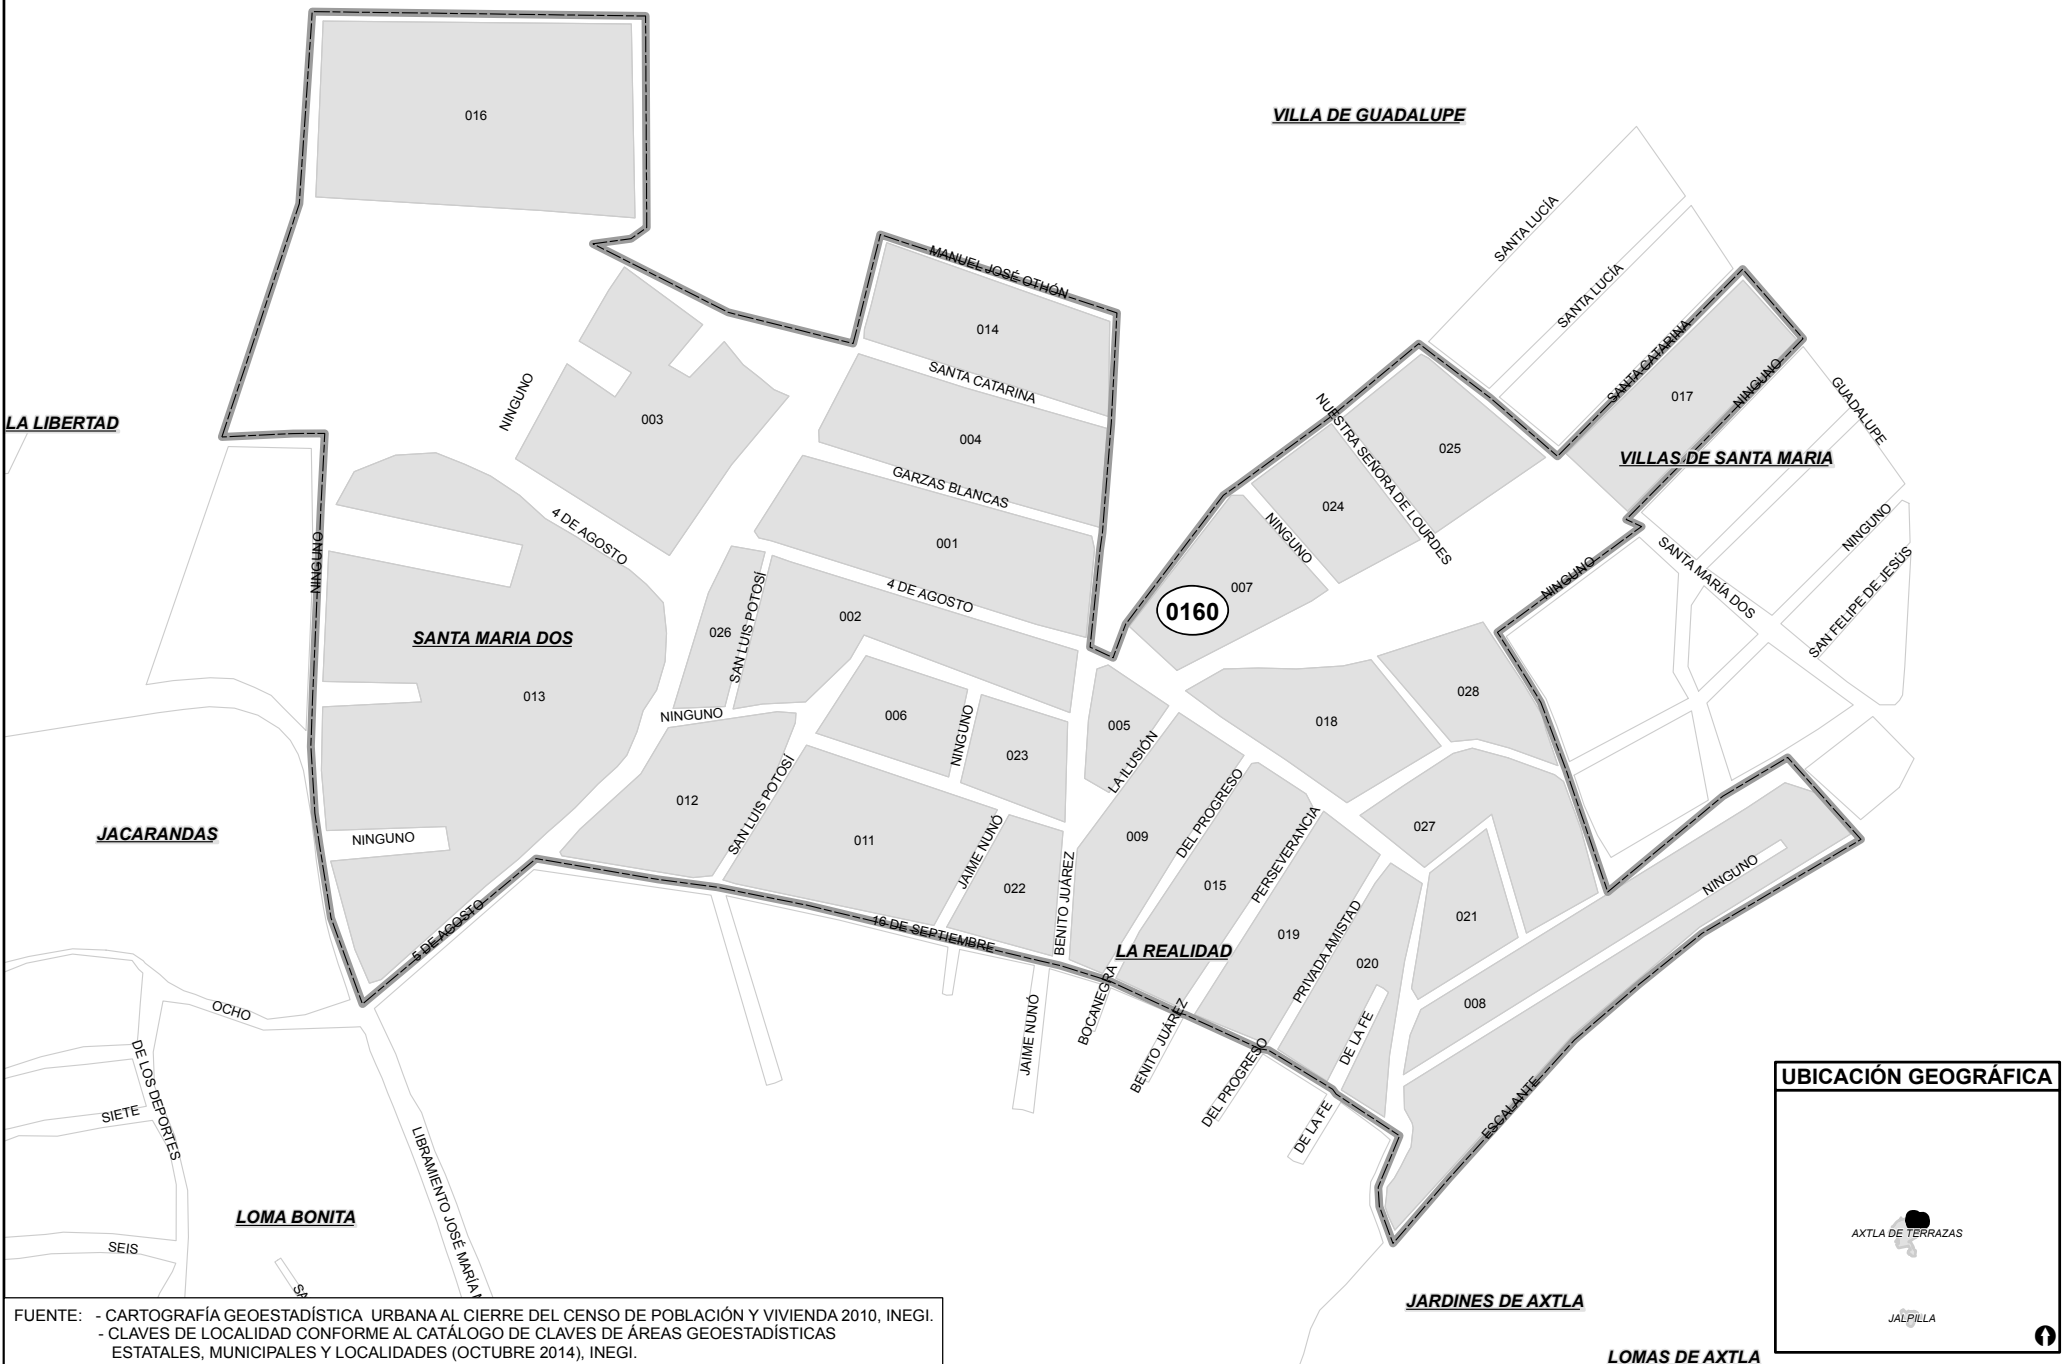 016
VILLA DE GUADALUPE
SANTA LUCÍA
SANTA LUCÍA
MANUEL JOSÉ OTHÓN
014
SANTA CATARINA
SANTA CATARINA
017
NINGUNO
GUADALUPE
NINGUNO
003
LA LIBERTAD
004
NUESTRA SEÑORA DE LOURDES
025
VILLAS DE SANTA MARIA
GARZAS BLANCAS
024
4 DE AGOSTO
NINGUNO
001
NINGUNO
NINGUNO
NINGUNO
SANTA MARÍA DOS
SAN FELIPE DE JESÚS
NINGUNO
007
0160
4 DE AGOSTO
002
026
SAN LUIS POTOSÍ
SANTA MARIA DOS
013
NINGUNO
006
NINGUNO
005
LA ILUSIÓN
018
028
023
SAN LUIS POTOSÍ
012
DEL PROGRESO
PERSEVERANCIA
027
JACARANDAS
NINGUNO
011
JAIME NUNÓ
009
022
BENITO JUÁREZ
015
NINGUNO
021
5 DE AGOSTO
16 DE SEPTIEMBRE
LA REALIDAD
019
PRIVADA AMISTAD
020
008
OCHO
JAIME NUNÓ
BOCANEGRA
BENITO JUÁREZ
DEL PROGRESO
DE LA FE
DE LA FE
ESCALANTE
DE LOS DEPORTES
SIETE
LIBRAMIENTO JOSÉ MARÍA
LOMA BONITA
SEIS
SA
UBICACIÓN GEOGRÁFICA
AXTLA DE TERRAZAS
JALPILLA
JARDINES DE AXTLA
LOMAS DE AXTLA
FUENTE: - CARTOGRAFÍA GEOESTADÍSTICA URBANA AL CIERRE DEL CENSO DE POBLACIÓN Y VIVIENDA 2010, INEGI.
- CLAVES DE LOCALIDAD CONFORME AL CATÁLOGO DE CLAVES DE ÁREAS GEOESTADÍSTICAS
ESTATALES, MUNICIPALES Y LOCALIDADES (OCTUBRE 2014), INEGI.